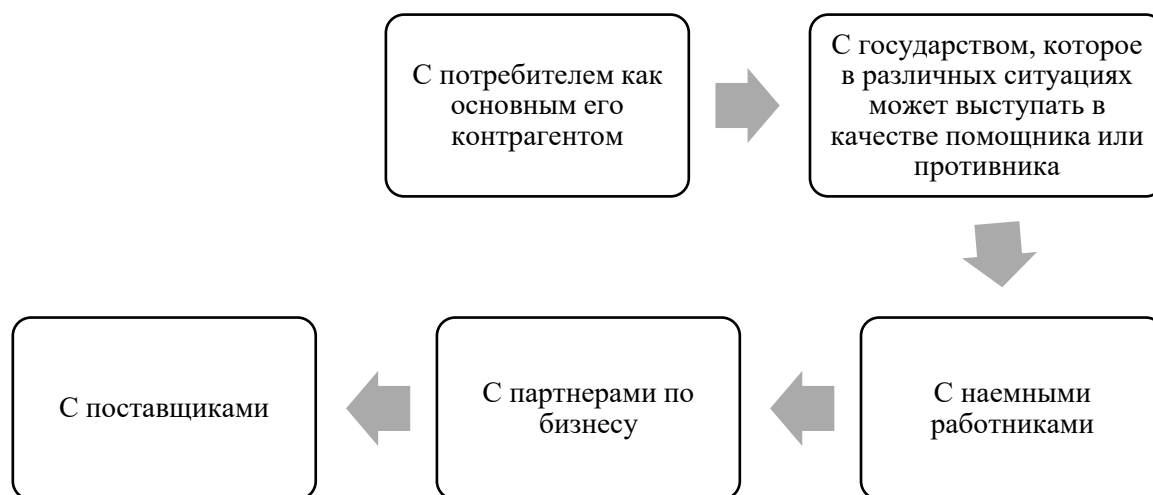 С потребителем как
основным его
контрагентом
С государством, которое
в различных ситуациях
может выступать в
качестве помощника или
противника
С наемными
работниками
С партнерами по
бизнесу
С поставщиками